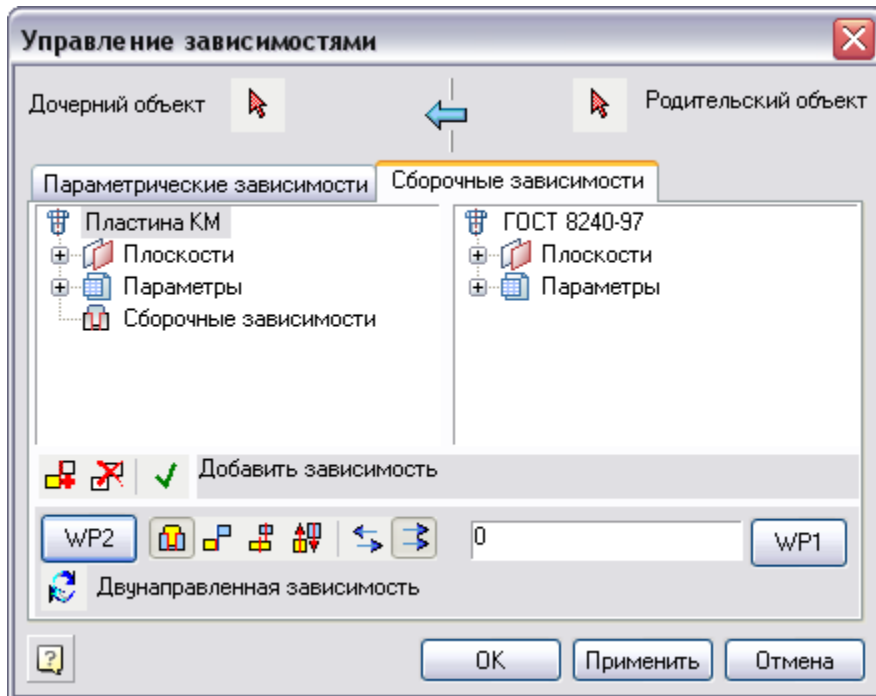 Управление зависимостями
Дочерний объект
Родительский объект
Параметрические зависимости
Сборочные зависимости
Пластина КМ
Плоскости
Параметры
Сборочные зависимости
ГОСТ 8240-97
Плоскости
Параметры
Добавить зависимость
WP2
0
WP1
Двунаправленная зависимость
?
ОК
Применить
Отмена